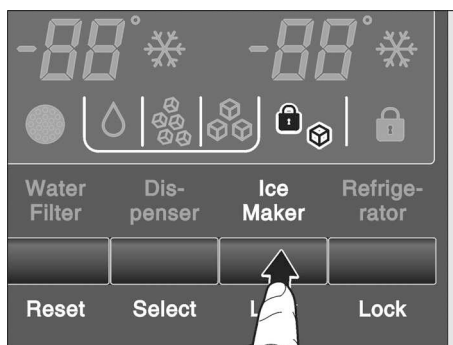 -88° -88°
Water Dis- Ice Refrige-
Filter penser Maker rator
Reset Select Lock